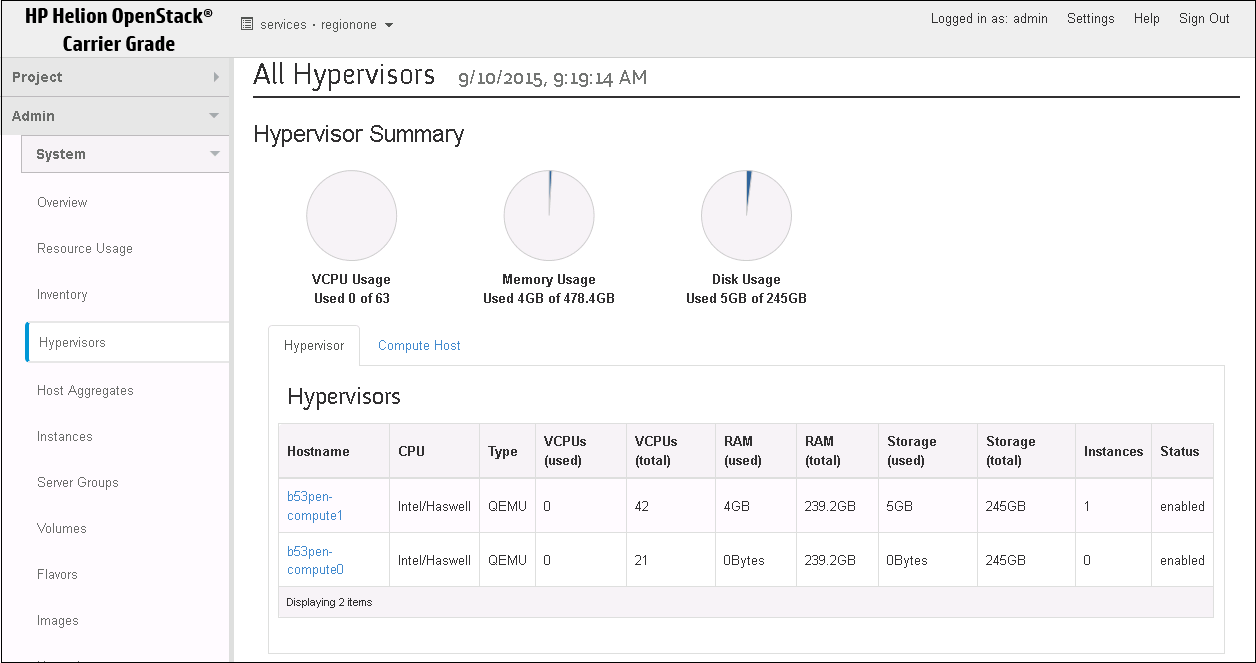 HP Helion OpenStack®
Carrier Grade
services • regionone
Logged in as: admin Settings Help Sign Out
Project
Admin
System
Overview
Resource Usage
Inventory
Hypervisors
Host Aggregates
Instances
Server Groups
Volumes
Flavors
Images
All Hypervisors 9/10/2015, 9:19:14 AM
Hypervisor Summary
VCPU Usage
Used 0 of 63
Memory Usage
Used 4GB of 478.4GB
Disk Usage
Used 5GB of 245GB
Hypervisor Compute Host
Hypervisors
Hostname CPU Type VCPUs (used) VCPUs (total) RAM (used) RAM (total) Storage (used) Storage (total) Instances Status
b53pen-compute1 Intel/Haswell QEMU 0 42 4GB 239.2GB 5GB 245GB 1 enabled
b53pen-compute0 Intel/Haswell QEMU 0 21 0Bytes 239.2GB 0Bytes 245GB 0 enabled
Displaying 2 items